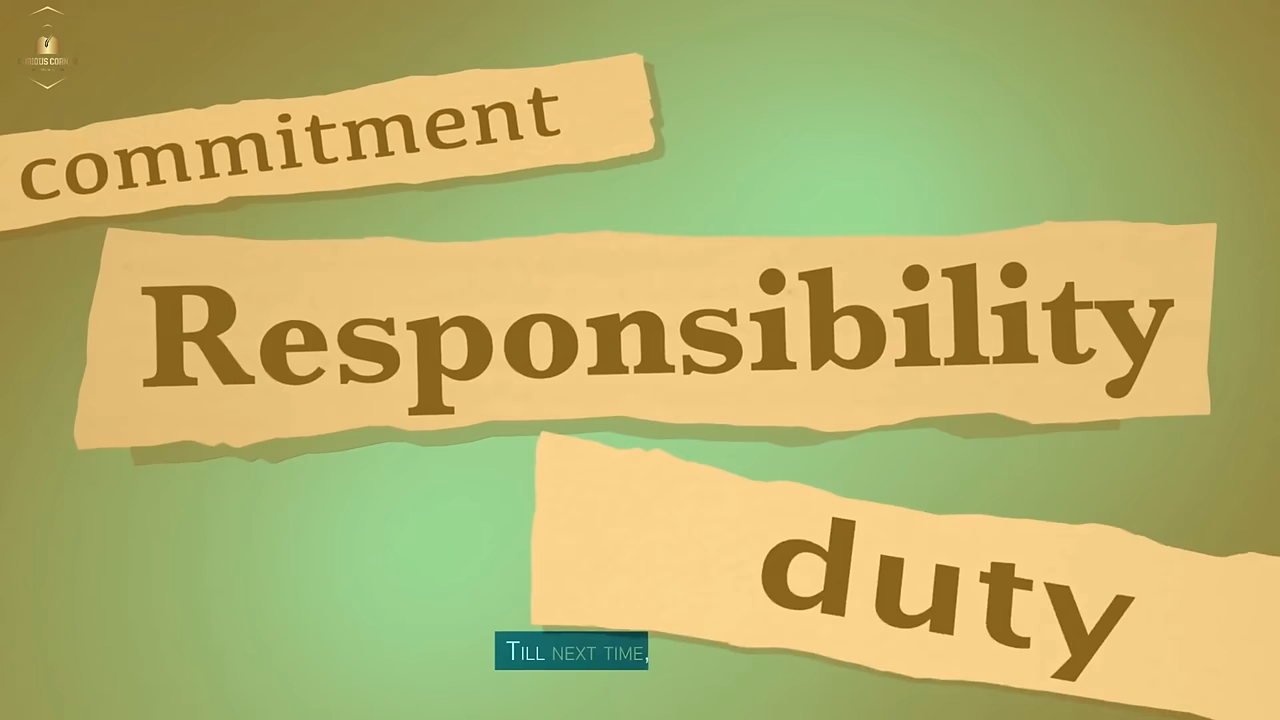 commitment
Responsibility
duty
Till next time,